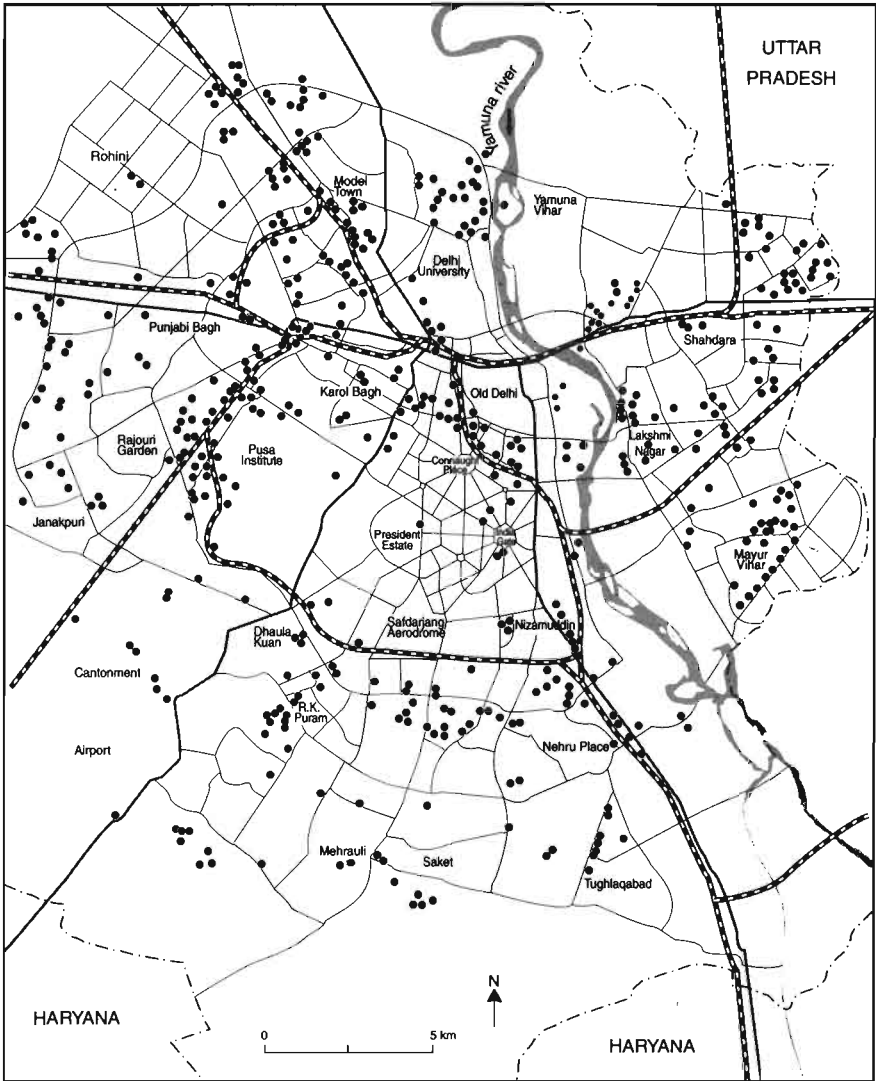 UTTAR
PRADESH
Yamuna river
Rohini
Model
Town
Yamuna
Vihar
Delhi
University
Punjabi Bagh
Shahdara
Karol Bagh
Old Delhi
Rajouri
Garden
Pusa
Institute
Lakshmi
Nagar
Connaught
Place
Janakpuri
President
Estate
India
Gate
Mayur
Vihar
Safdarjang
Aerodrome
Nizamuddin
Dhaula
Kuan
Cantonment
R.K.
Puram
Airport
Nehru Place
Mehrauli
Saket
Tughlaqabad
N
HARYANA
0
5 km
HARYANA